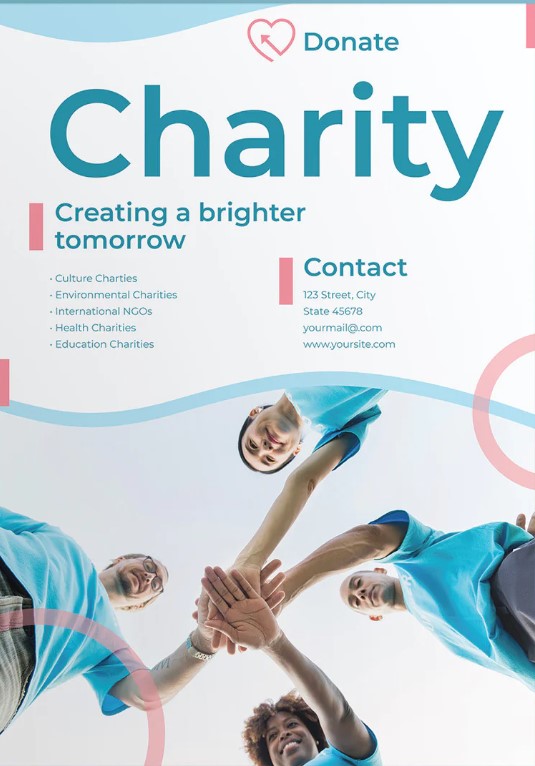 Donate
Charity
Creating a brighter
tomorrow
· Culture Charties
· Environmental Charities
· International NGOs
· Health Charities
· Education Charities
Contact
123 Street, City
State 45678
yourmail@.com
www.yoursite.com